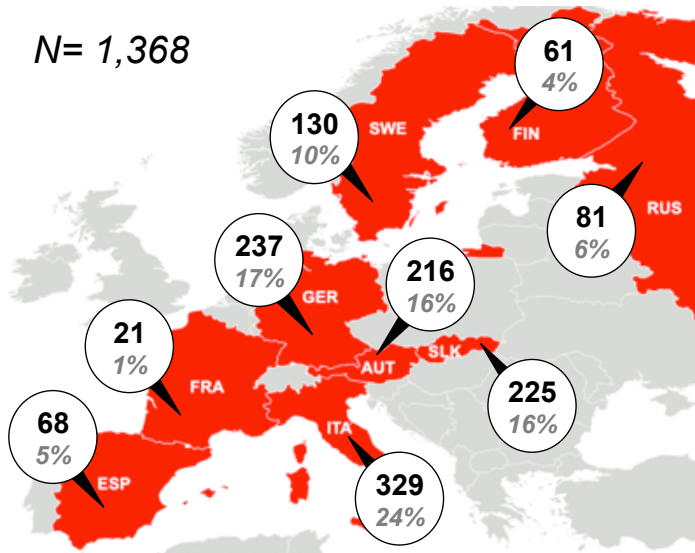 N= 1,368
61
4%
130
10%
SWE
FIN
81
6%
RUS
237
17%
GER
216
16%
21
1%
FRA
AUT
SLK
225
16%
68
5%
ESP
ITA
329
24%